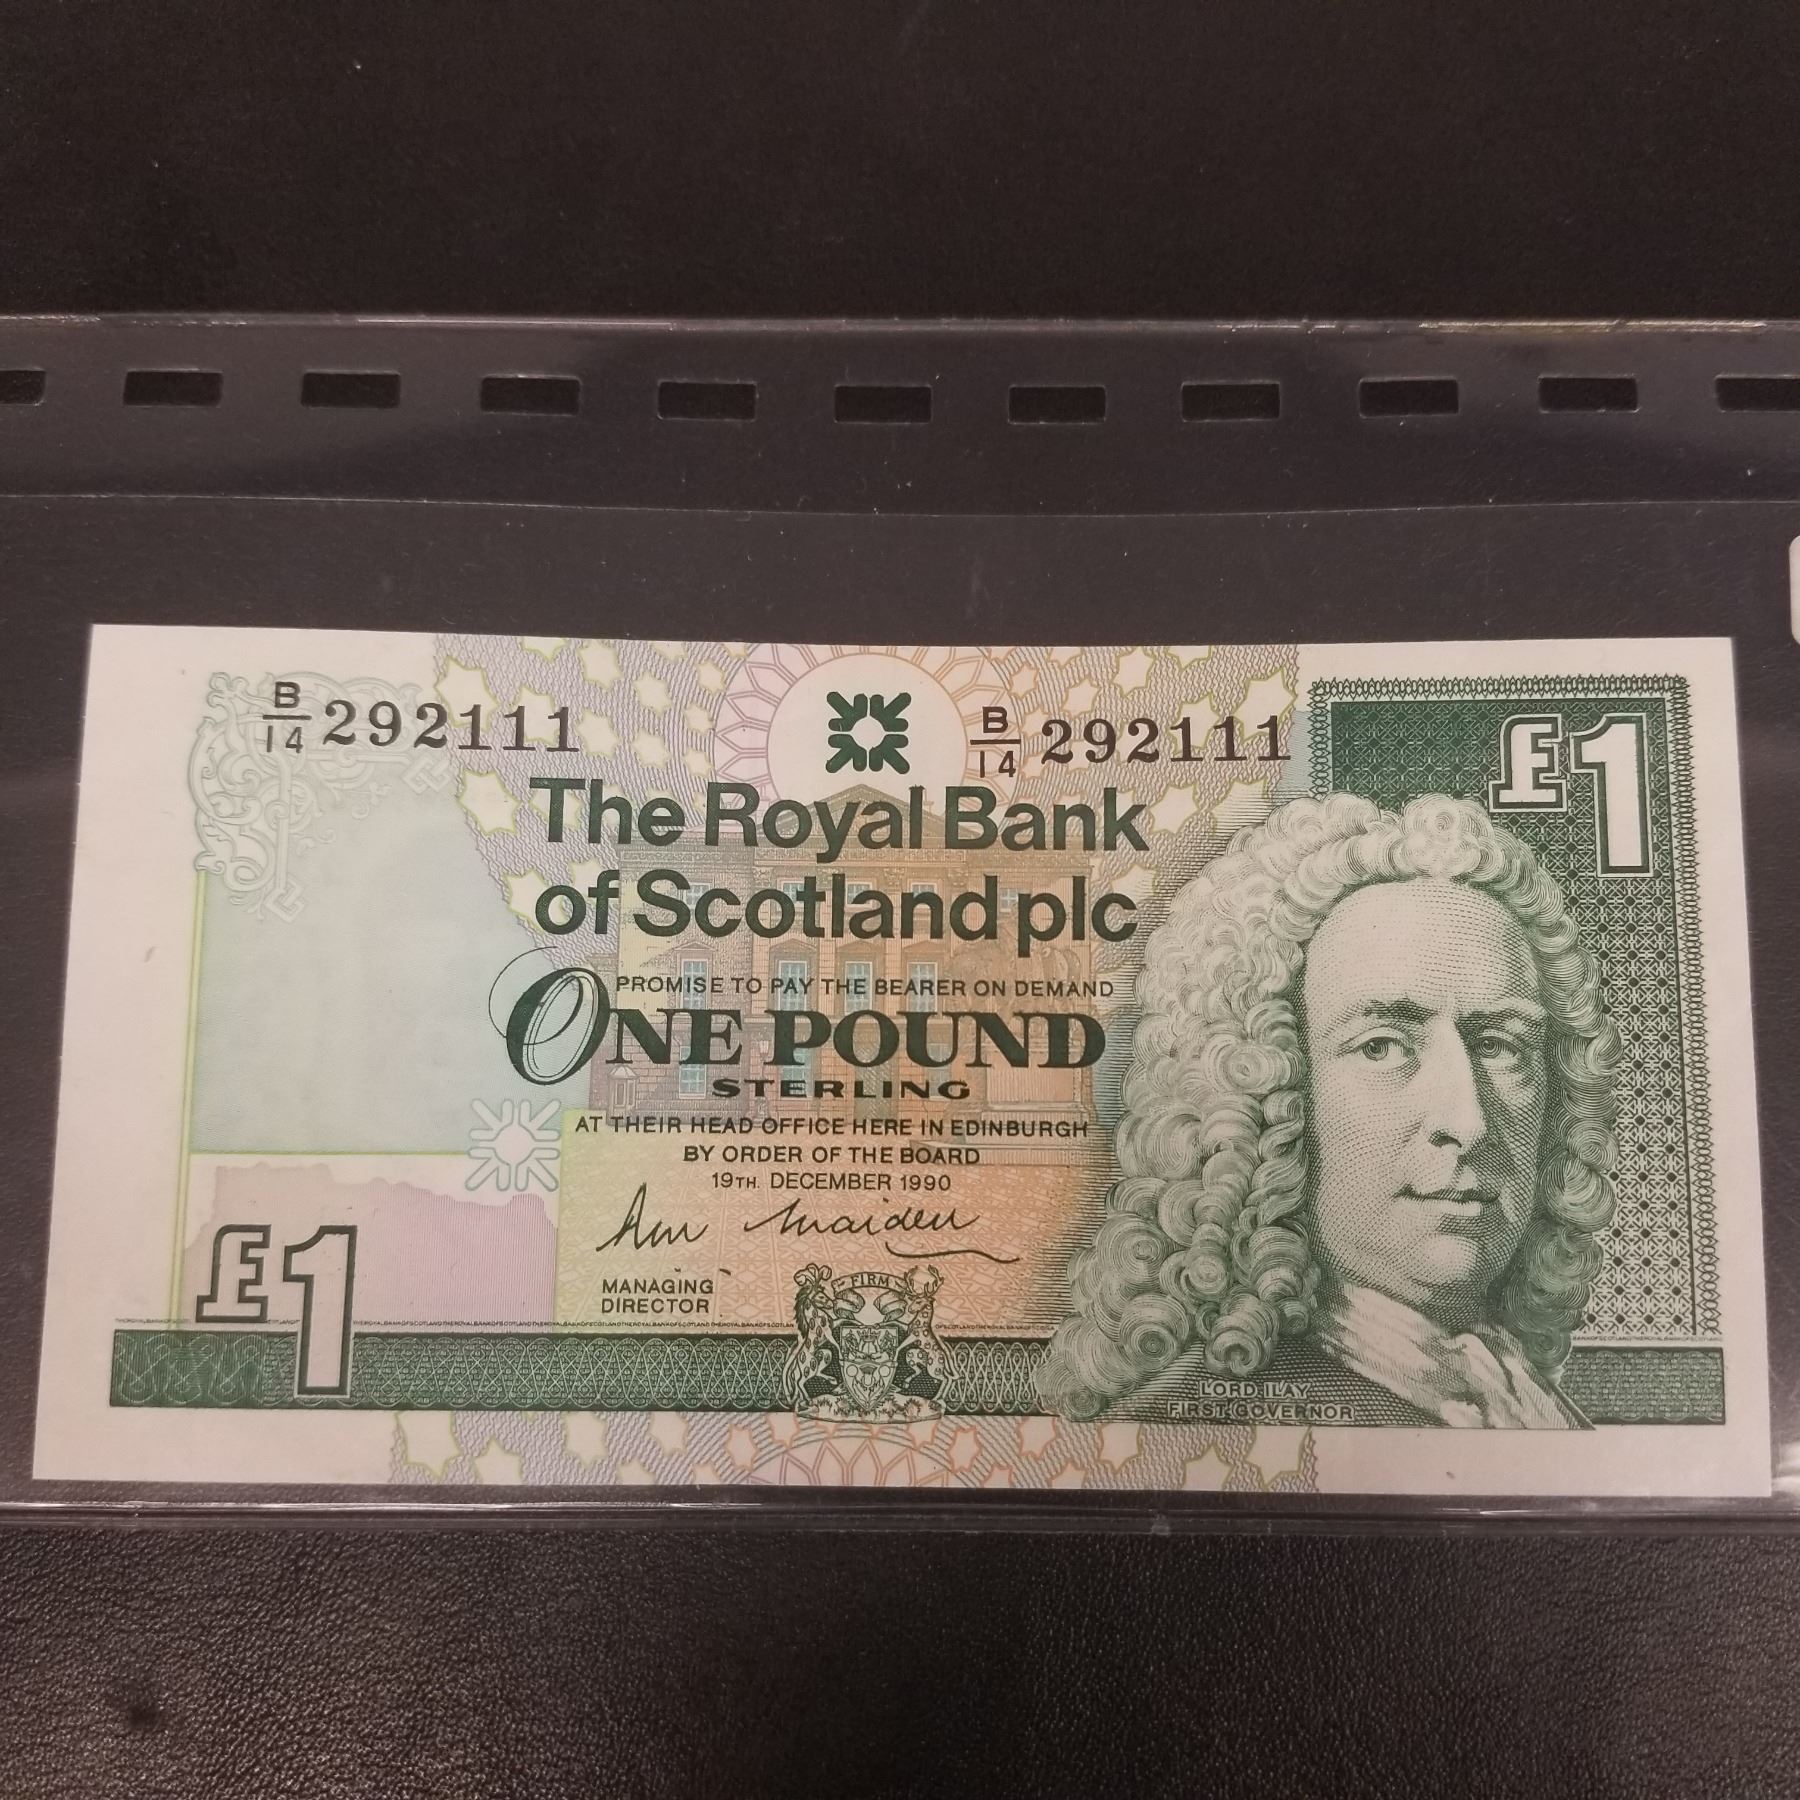 B/14 292111
B/14 292111
£1
The Royal Bank
of Scotland plc
PROMISE TO PAY THE BEARER ON DEMAND
ONE POUND
STERLING
AT THEIR HEAD OFFICE HERE IN EDINBURGH
BY ORDER OF THE BOARD
19TH. DECEMBER 1990
MANAGING
DIRECTOR
£1
FIRM
LORD ILAY
FIRST GOVERNOR